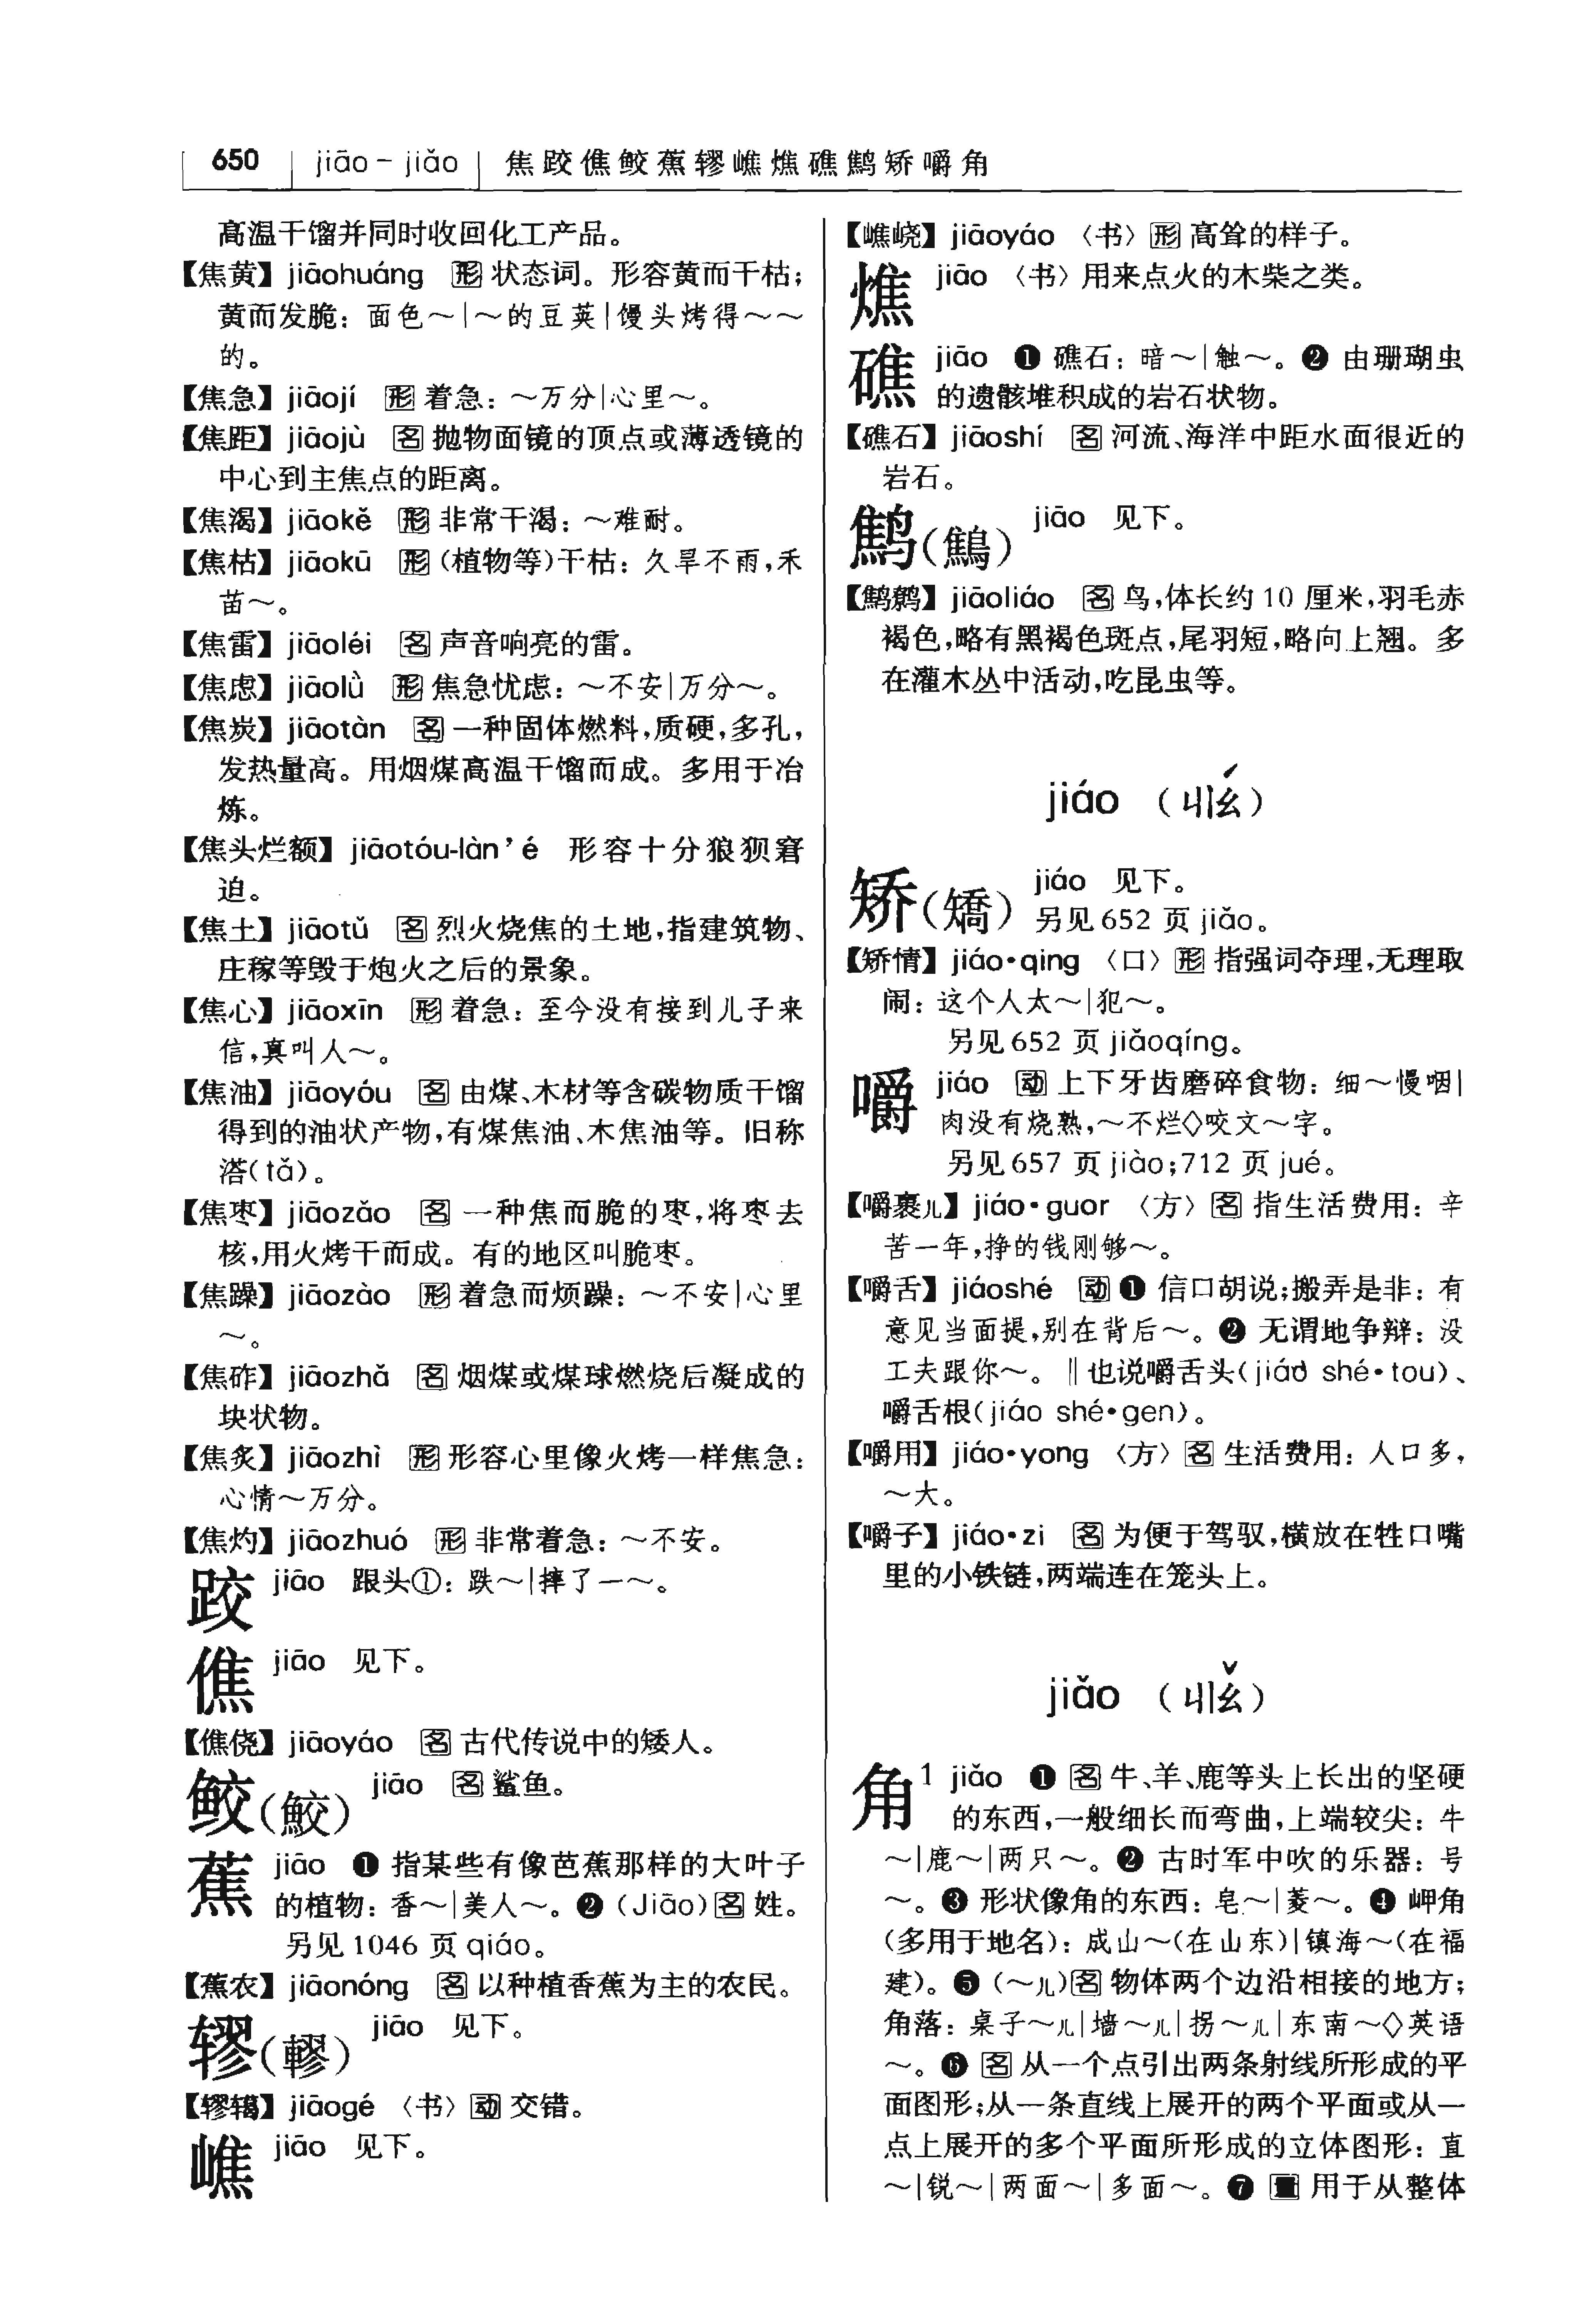 650 jiāo－jiǎo 焦跤僬鲛蕉轇嶕燋礁鹪矫嚼角
高温干馏并同时收回化工产品。
【焦黄】jiāohuáng 形 状态词。形容黄而干枯；
黄而发脆：面色～|～的豆荚|馒头烤得～～
的。
【焦急】jiāojí 形 着急：～万分|心里～。
【焦距】jiāojù 名 抛物面镜的顶点或薄透镜的
中心到主焦点的距离。
【焦渴】jiāokě 形 非常干渴：～难耐。
【焦枯】jiāokū 形 (植物等)干枯：久旱不雨，禾
苗～。
【焦雷】jiāoléi 名 声音响亮的雷。
【焦虑】jiāolǜ 形 焦急忧虑：～不安|万分～。
【焦炭】jiāotàn 名 一种固体燃料，质硬，多孔，
发热量高。用烟煤高温干馏而成。多用于冶
炼。
【焦头烂额】jiāotóu-làn’é 形容十分狼狈窘
迫。
【焦土】jiāotǔ 名 烈火烧焦的土地，指建筑物、
庄稼等毁于炮火之后的景象。
【焦心】jiāoxīn 形 着急：至今没有接到儿子来
信，真叫人～。
【焦油】jiāoyóu 名 由煤、木材等含碳物质干馏
得到的油状产物，有煤焦油、木焦油等。旧称
溚(tǎ)。
【焦枣】jiāozǎo 名 一种焦而脆的枣，将枣去
核，用火烤干而成。有的地区叫脆枣。
【焦躁】jiāozào 形 着急而烦躁：～不安|心里
～。
【焦砟】jiāozhǎ 名 烟煤或煤球燃烧后凝成的
块状物。
【焦炙】jiāozhì 形 形容心里像火烤一样焦急：
心情～万分。
【焦灼】jiāozhuó 形 非常着急：～不安。
跤 jiāo 跟头①：跌～|摔了一～。
僬 jiāo 见下。
【僬侥】jiāoyáo 名 古代传说中的矮人。
鲛(鮫) jiāo 名 鲨鱼。
蕉 jiāo ❶ 指某些有像芭蕉那样的大叶子
的植物：香～|美人～。❷ (Jiāo)名 姓。
另见1046 页 qiáo。
【蕉农】jiāonóng 名 以种植香蕉为主的农民。
轇(轇) jiāo 见下。
【轇轕】jiāogé 〈书〉动 交错。
嶕 jiāo 见下。
【嶕峣】jiāoyáo 〈书〉形 高耸的样子。
燋 jiāo 〈书〉用来点火的木柴之类。
礁 jiāo ❶ 礁石：暗～|触～。❷ 由珊瑚虫
的遗骸堆积成的岩石状物。
【礁石】jiāoshí 名 河流、海洋中距水面很近的
岩石。
鹪(鷦) jiāo 见下。
【鹪鹩】jiāoliáo 名 鸟，体长约10 厘米，羽毛赤
褐色，略有黑褐色斑点，尾羽短，略向上翘。多
在灌木丛中活动，吃昆虫等。
jiáo （ㄐㄧㄠˊ）
矫(矯) jiáo 见下。
另见652 页 jiǎo。
【矫情】jiáo·qing 〈口〉形 指强词夺理，无理取
闹：这个人太～|犯～。
另见652 页 jiǎoqíng。
嚼 jiáo 动 上下牙齿磨碎食物：细～慢咽|
肉没有烧熟，～不烂◇咬文～字。
另见657 页 jiào；712 页 jué。
【嚼裹儿】jiáo·guor 〈方〉名 指生活费用：辛
苦一年，挣的钱刚够～。
【嚼舌】jiáoshé 动 ❶ 信口胡说；搬弄是非：有
意见当面提，别在背后～。❷ 无谓地争辩：没
工夫跟你～。‖也说嚼舌头(jiáo shé·tou)、
嚼舌根(jiáo shé·gen)。
【嚼用】jiáo·yong 〈方〉名 生活费用：人口多，
～大。
【嚼子】jiáo·zi 名 为便于驾驭，横放在牲口嘴
里的小铁链，两端连在笼头上。
jiǎo （ㄐㄧㄠˇ）
角1 jiǎo ❶ 名 牛、羊、鹿等头上长出的坚硬
的东西，一般细长而弯曲，上端较尖：牛
～|鹿～|两只～。❷ 古时军中吹的乐器：号
～。❸ 形状像角的东西：皂～|菱～。❹ 岬角
(多用于地名)：成山～(在山东)|镇海～(在福
建)。❺ (～儿)名 物体两个边沿相接的地方；
角落：桌子～儿|墙～儿|拐～儿|东南～◇英语
～。❻ 名 从一个点引出两条射线所形成的平
面图形；从一条直线上展开的两个平面或从一
点上展开的多个平面所形成的立体图形：直
～|锐～|两面～|多面～。❼ 量 用于从整体